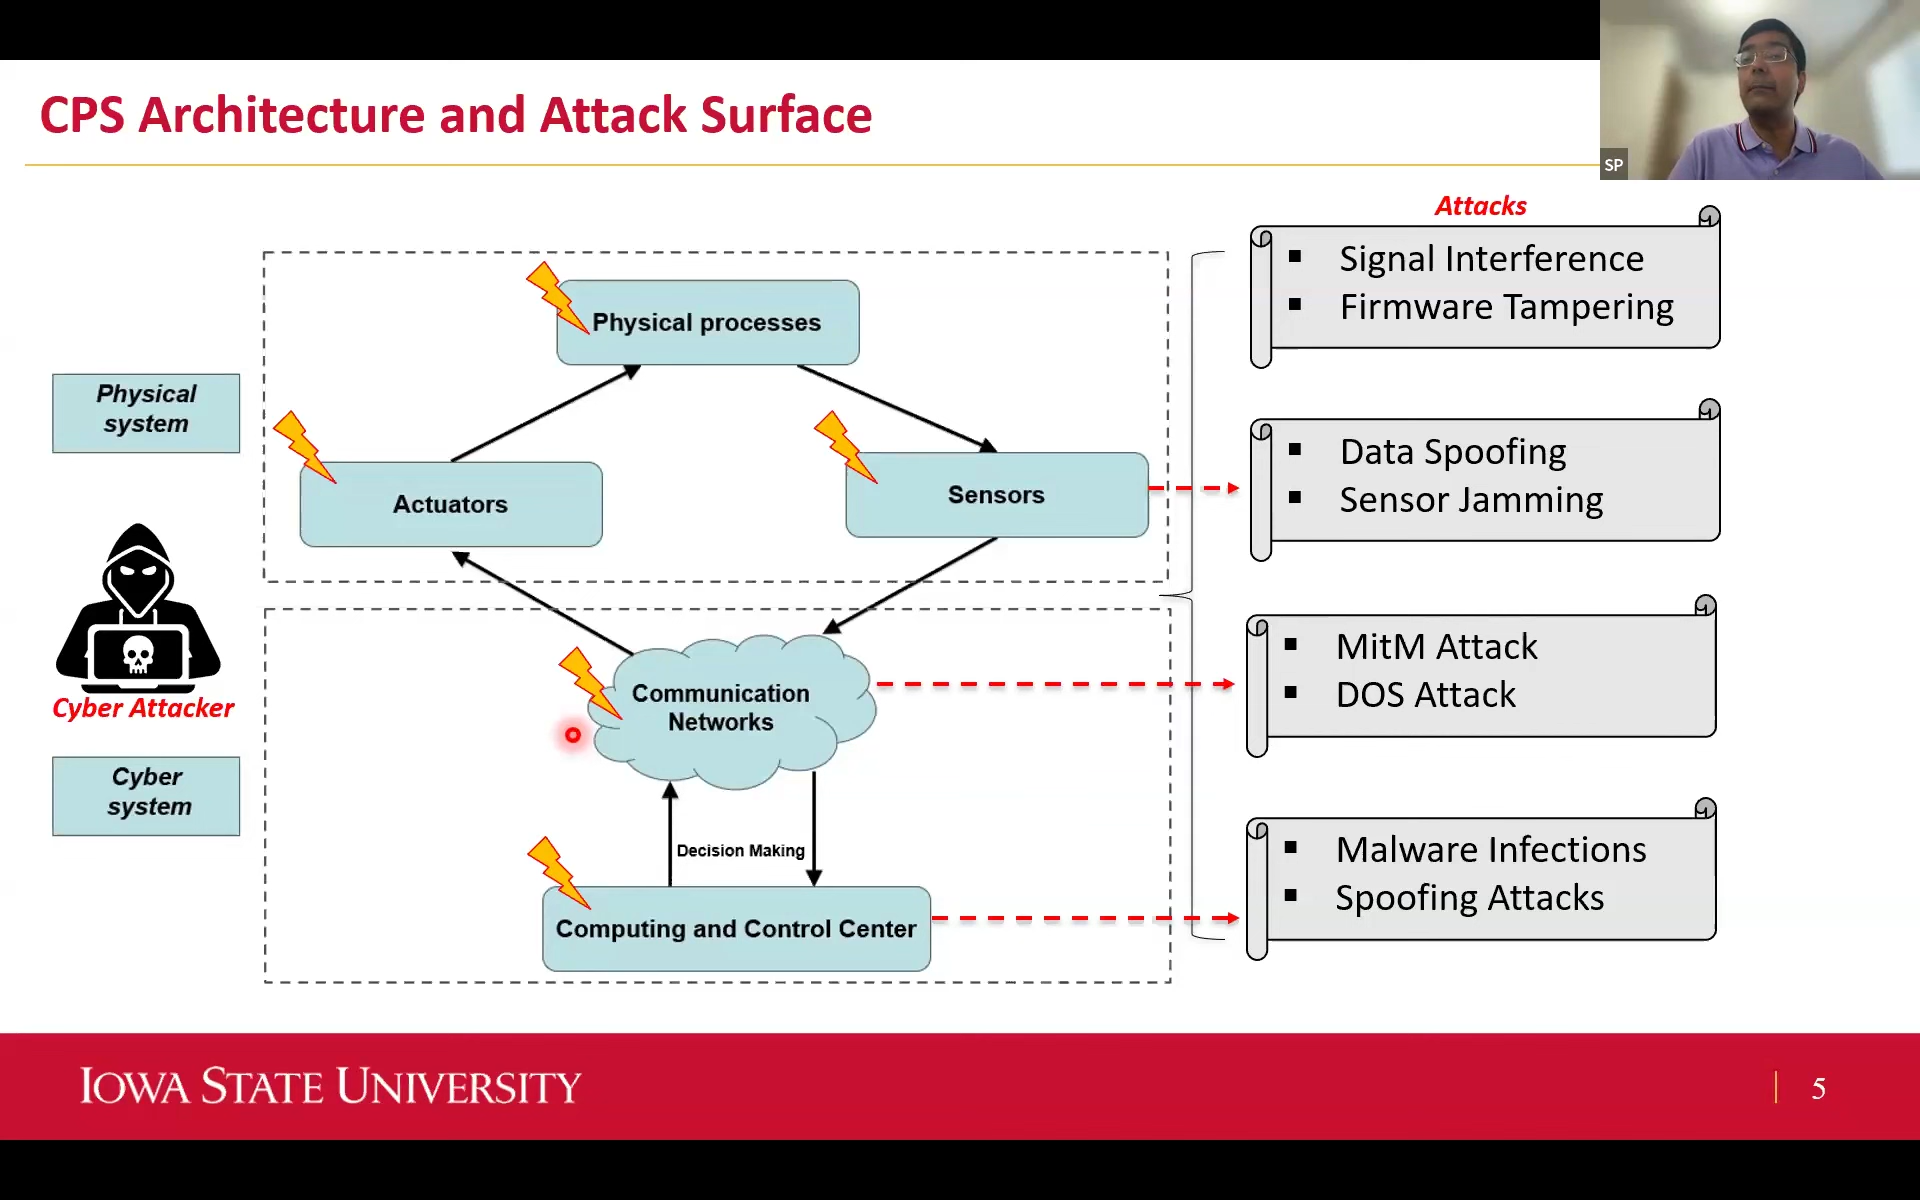 CPS Architecture and Attack Surface
SP
Attacks
Signal Interference
Firmware Tampering
Physical processes
Physical
system
Data Spoofing
Sensor Jamming
Actuators
Sensors
MitM Attack
DOS Attack
Communication
Networks
Cyber Attacker
Cyber
system
Decision Making
Malware Infections
Spoofing Attacks
Computing and Control Center
IOWA STATE UNIVERSITY
5